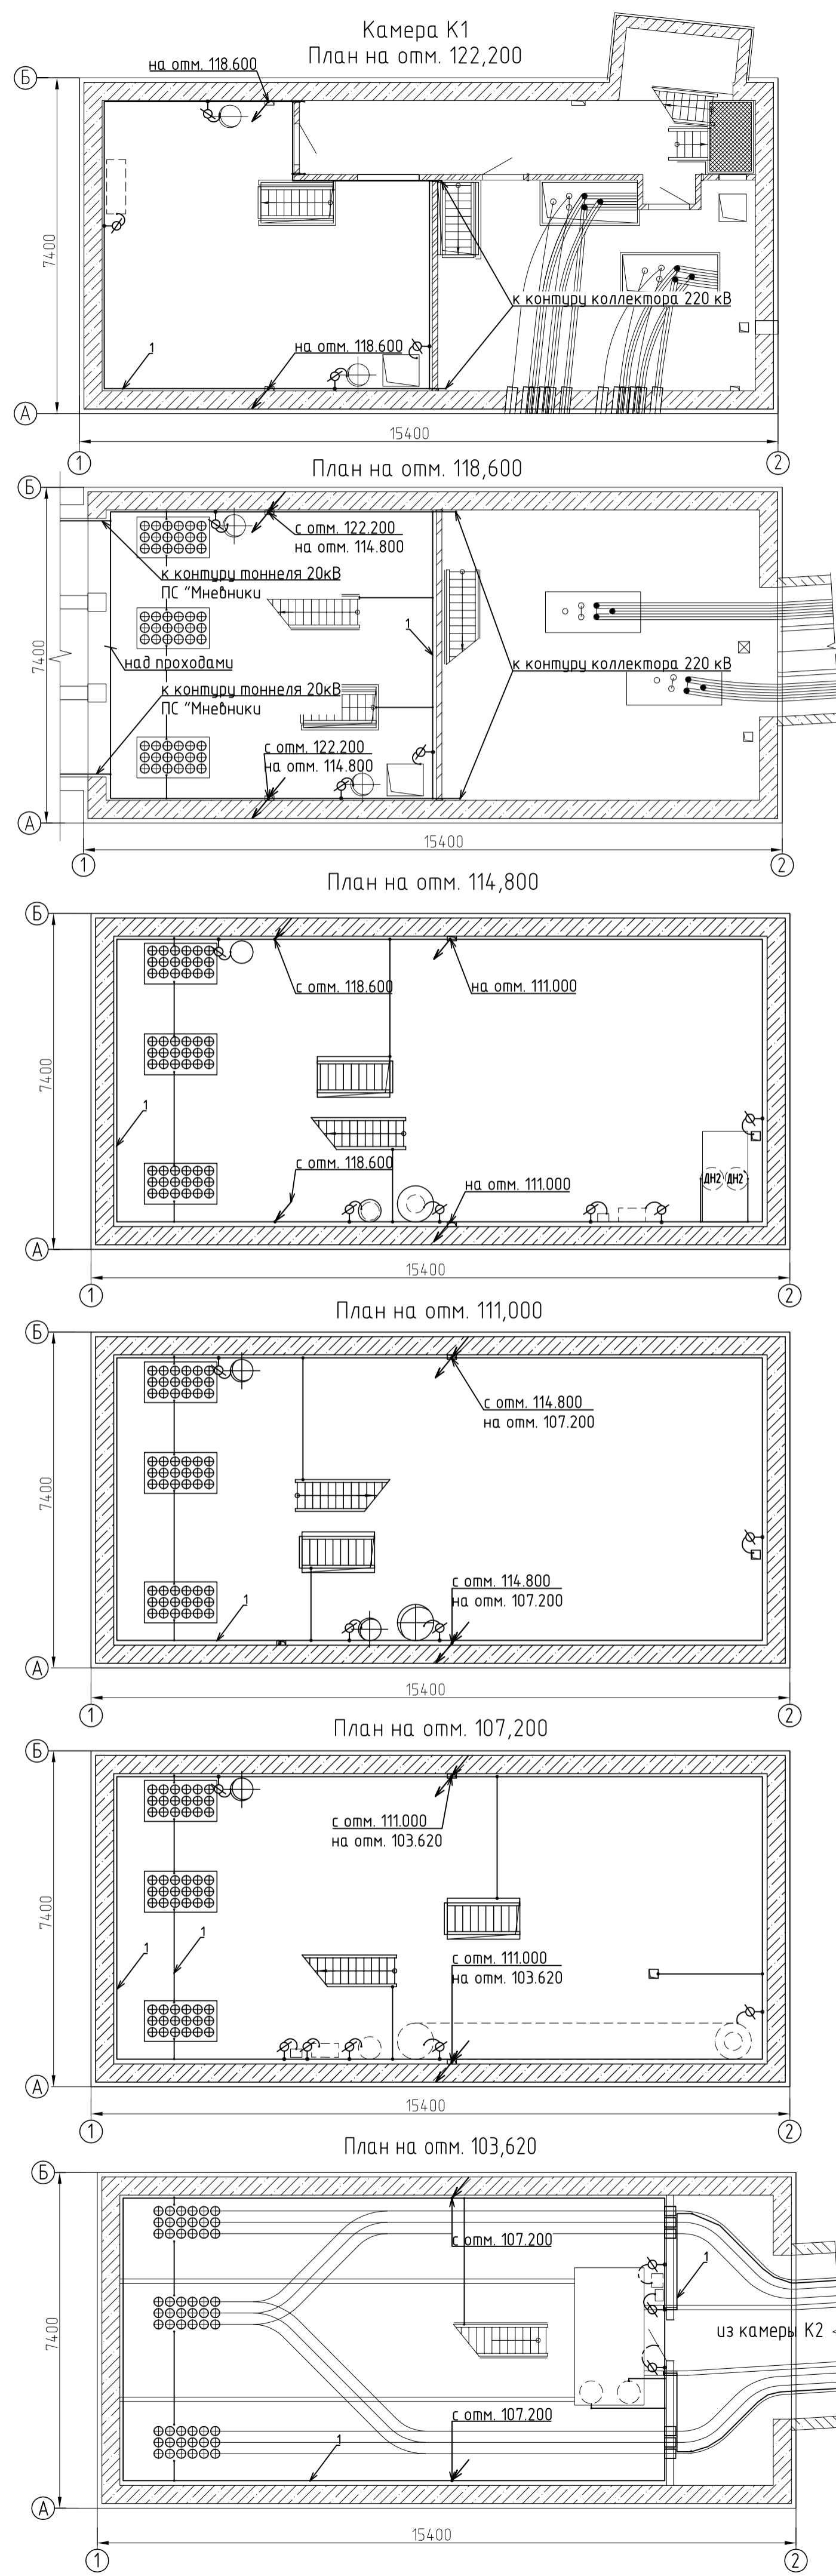 Камера К1
План на отм. 122,200
на отм. 118.600
Б
7400
к контуру коллектора 220 кВ
1
на отм. 118.600
А
15400
1
2
План на отм. 118,600
Б
с отм. 122.200
на отм. 114.800
к контуру тоннеля 20кВ
ПС "Мневники
1
7400
над проходами
к контуру коллектора 220 кВ
к контуру тоннеля 20кВ
ПС "Мневники
с отм. 122.200
на отм. 114.800
А
15400
1
2
План на отм. 114,800
Б
с отм. 118.600
на отм. 111.000
7400
1
с отм. 118.600
на отм. 111.000
ДН2
ДН2
А
15400
1
2
План на отм. 111,000
Б
с отм. 114.800
на отм. 107.200
7400
с отм. 114.800
на отм. 107.200
1
А
15400
1
2
План на отм. 107,200
Б
с отм. 111.000
на отм. 103.620
7400
1
1
с отм. 111.000
на отм. 103.620
А
15400
1
2
План на отм. 103,620
Б
с отм. 107.200
1
7400
из камеры К2
с отм. 107.200
1
А
15400
1
2